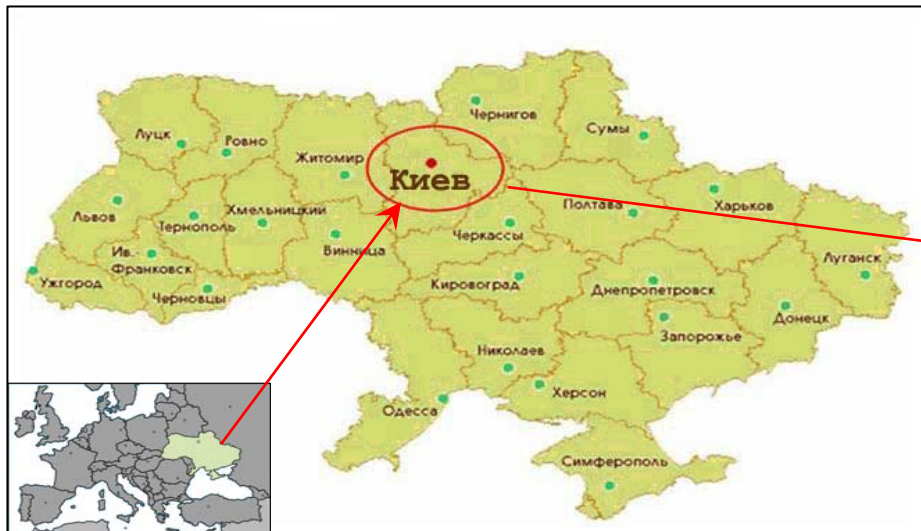 Чернигов
Луцк
Ровно
Сумы
Житомир
Киев
Львов
Тернополь
Хмельницкий
Полтава
Харьков
Черкассы
Винница
Ив.
Франковск
Луганск
Ужгород
Черновцы
Кировоград
Днепропетровск
Донецк
Запорожье
Николаев
Херсон
Одесса
Симферополь